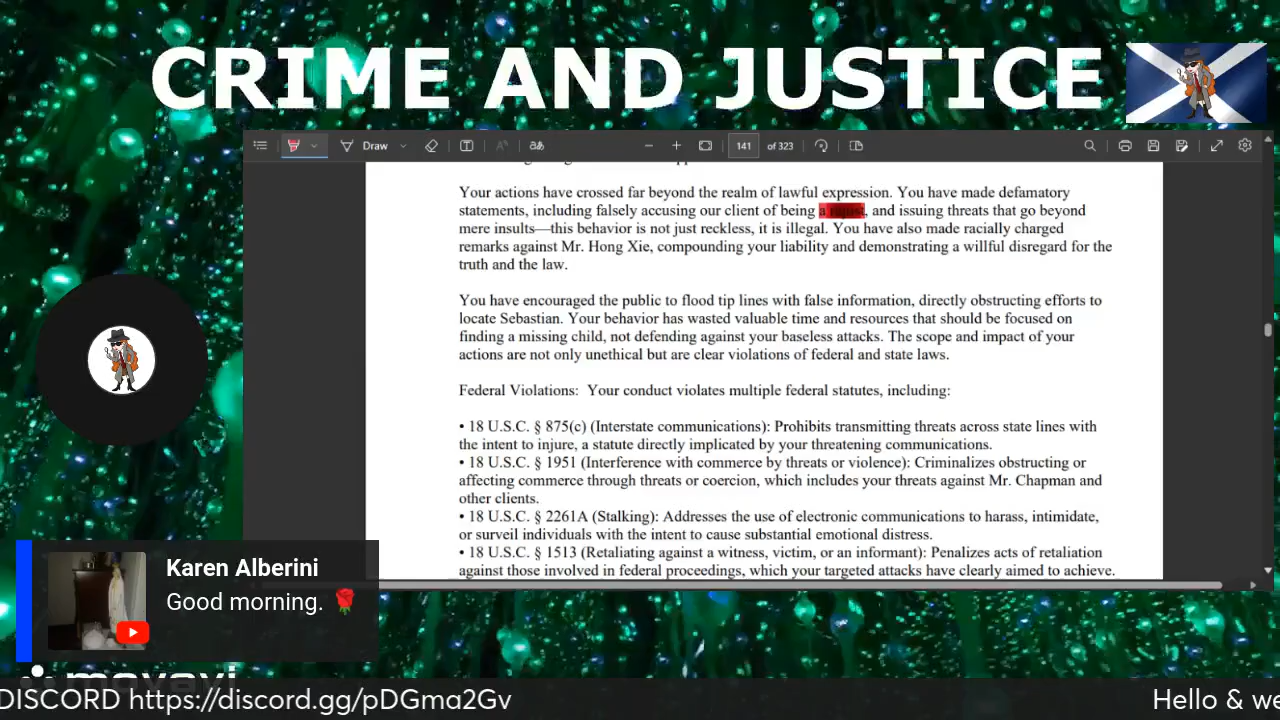 CRIME AND JUSTICE
Draw
141 of 323
Your actions have crossed far beyond the realm of lawful expression. You have made defamatory
statements, including falsely accusing our client of being a , and issuing threats that go beyond
mere insults—this behavior is not just reckless, it is illegal. You have also made racially charged
remarks against Mr. Hong Xie, compounding your liability and demonstrating a willful disregard for the
truth and the law.
You have encouraged the public to flood tip lines with false information, directly obstructing efforts to
locate Sebastian. Your behavior has wasted valuable time and resources that should be focused on
finding a missing child, not defending against your baseless attacks. The scope and impact of your
actions are not only unethical but are clear violations of federal and state laws.
Federal Violations: Your conduct violates multiple federal statutes, including:
• 18 U.S.C. § 875(c) (Interstate communications): Prohibits transmitting threats across state lines with
the intent to injure, a statute directly implicated by your threatening communications.
• 18 U.S.C. § 1951 (Interference with commerce by threats or violence): Criminalizes obstructing or
affecting commerce through threats or coercion, which includes your threats against Mr. Chapman and
other clients.
• 18 U.S.C. § 2261A (Stalking): Addresses the use of electronic communications to harass, intimidate,
or surveil individuals with the intent to cause substantial emotional distress.
• 18 U.S.C. § 1513 (Retaliating against a witness, victim, or an informant): Penalizes acts of retaliation
against those involved in federal proceedings, which your targeted attacks have clearly aimed to achieve.
Karen Alberini
Good morning. 🌹
movavi
DISCORD https://discord.gg/pDGma2Gv
Hello & we